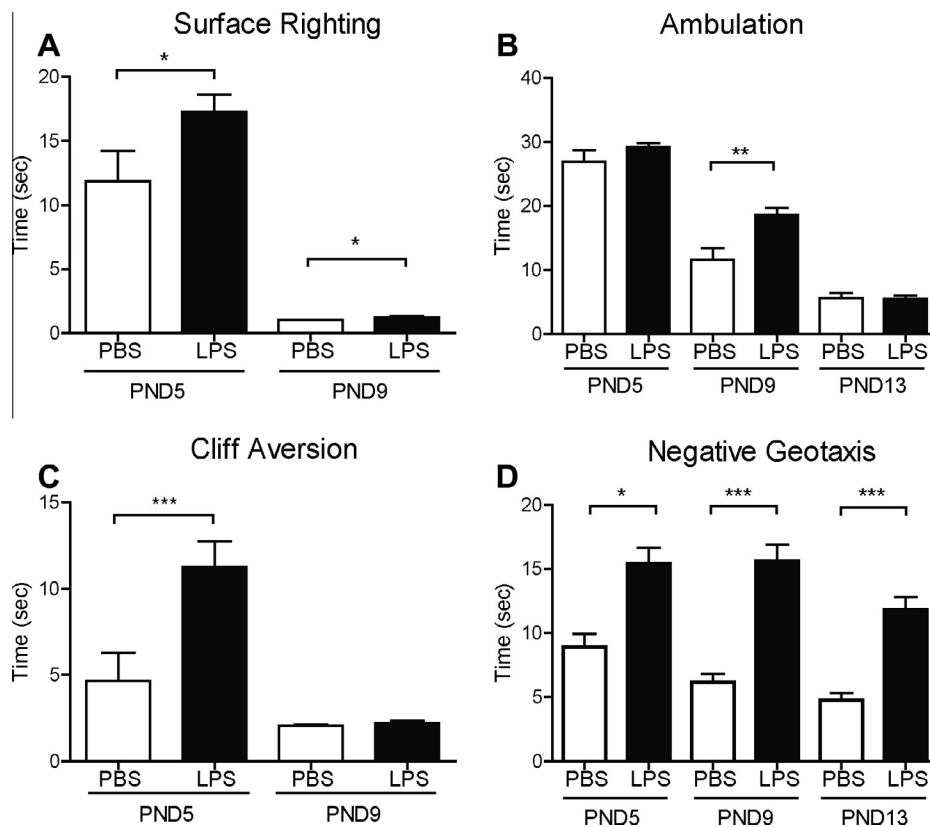 Surface Righting
A
*
*
20
15
10
5
0
Time (sec)
PBS LPS PBS LPS
PND5 PND9
Ambulation
B
**
40
30
20
10
0
Time (sec)
PBS LPS PBS LPS PBS LPS
PND5 PND9 PND13
Cliff Aversion
C
***
15
10
5
0
Time (sec)
PBS LPS PBS LPS
PND5 PND9
Negative Geotaxis
D
* *** ***
20
15
10
5
0
Time (sec)
PBS LPS PBS LPS PBS LPS
PND5 PND9 PND13